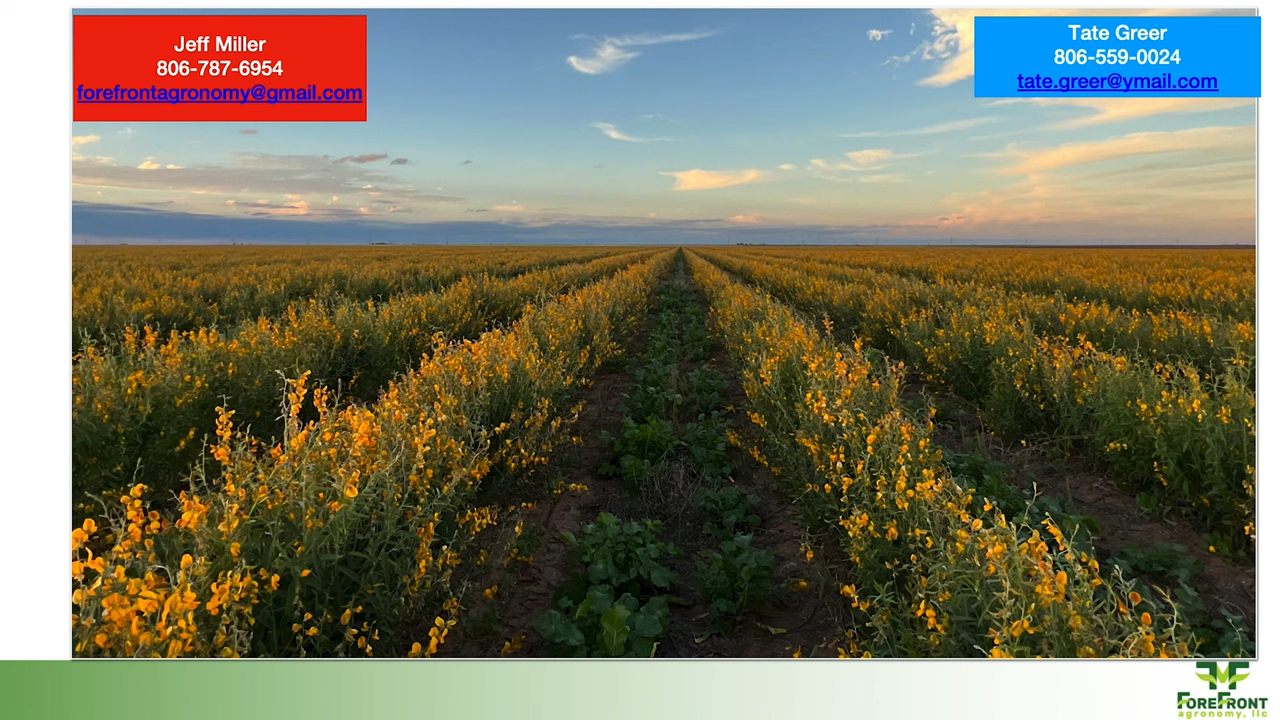 Jeff Miller
806-787-6954
forefrontagronomy@gmail.com
Tate Greer
806-559-0024
tate.greer@ymail.com
FOREFRONT
agronomy, llc